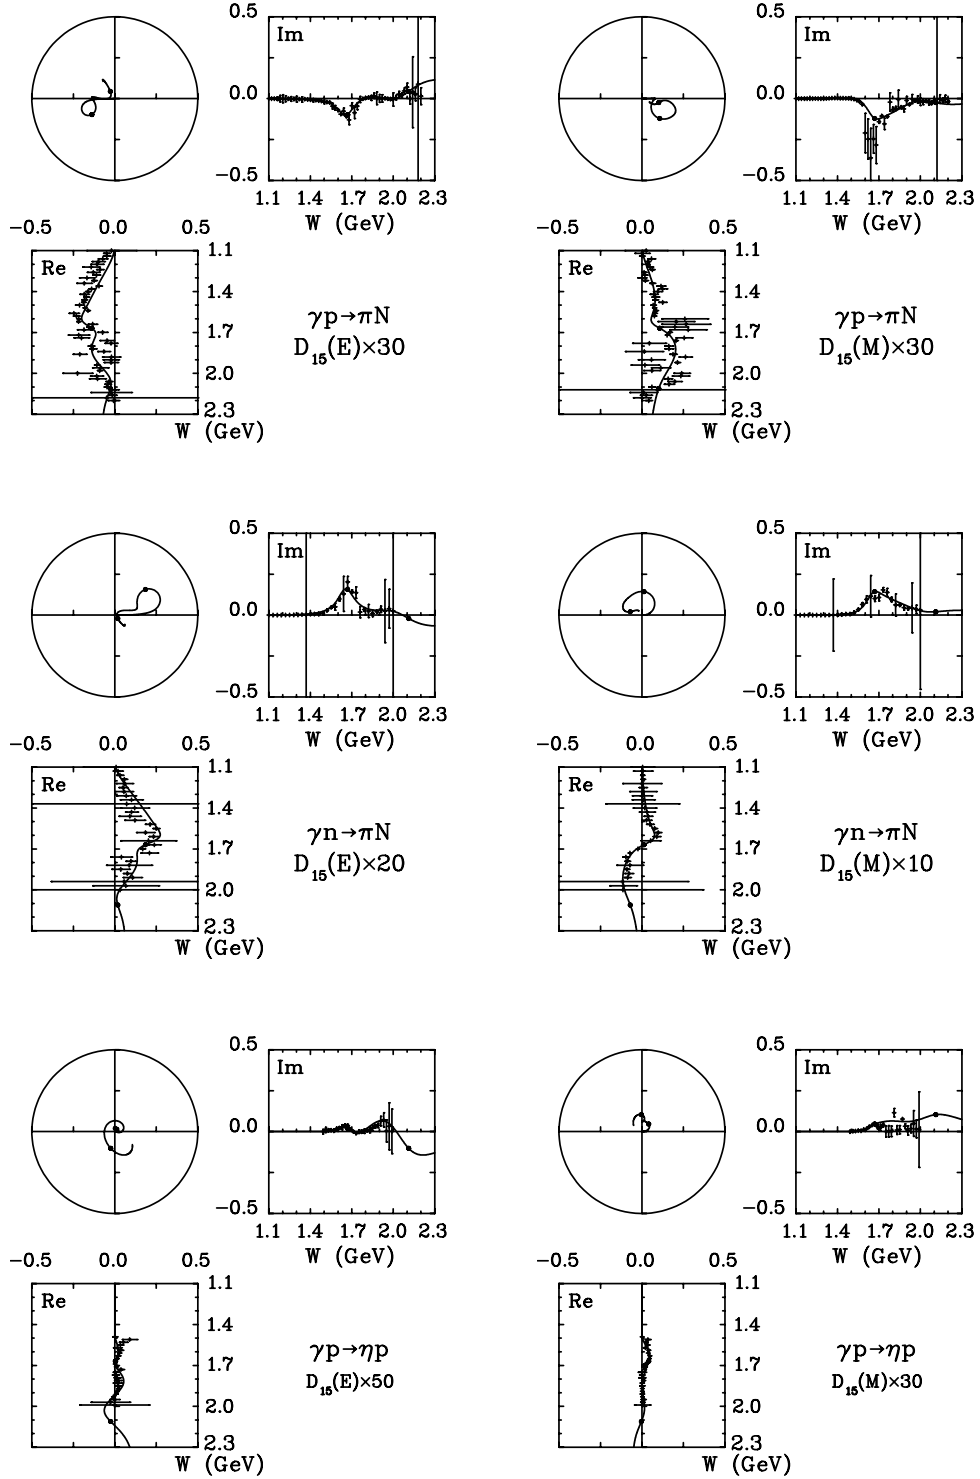 0.5 0.5
Im Im
0.0 0.0
−0.5 −0.5
1.1 1.4 1.7 2.0 2.3 1.1 1.4 1.7 2.0 2.3
W (GeV) W (GeV)
−0.5 0.0 0.5 −0.5 0.0 0.5
Re 1.1 Re 1.1
1.4 1.4
γp→πN γp→πN
1.7 1.7
D₁₅(E)×30 D₁₅(M)×30
2.0 2.0
2.3 2.3
W (GeV) W (GeV)
0.5 0.5
Im Im
0.0 0.0
−0.5 −0.5
1.1 1.4 1.7 2.0 2.3 1.1 1.4 1.7 2.0 2.3
W (GeV) W (GeV)
−0.5 0.0 0.5 −0.5 0.0 0.5
Re 1.1 Re 1.1
1.4 1.4
γn→πN γn→πN
1.7 1.7
D₁₅(E)×20 D₁₅(M)×10
2.0 2.0
2.3 2.3
W (GeV) W (GeV)
0.5 0.5
Im Im
0.0 0.0
−0.5 −0.5
1.1 1.4 1.7 2.0 2.3 1.1 1.4 1.7 2.0 2.3
W (GeV) W (GeV)
−0.5 0.0 0.5 −0.5 0.0 0.5
Re 1.1 Re 1.1
1.4 1.4
γp→ηp γp→ηp
1.7 1.7
D₁₅(E)×50 D₁₅(M)×30
2.0 2.0
2.3 2.3
W (GeV) W (GeV)